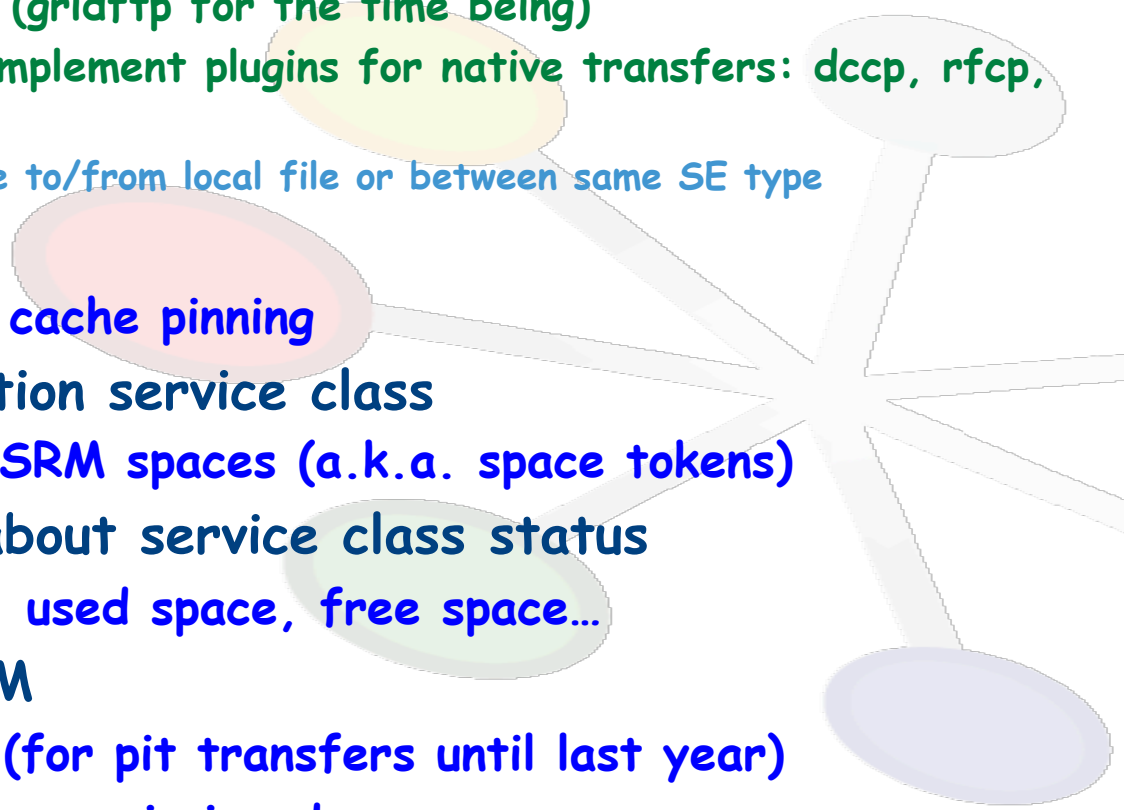 (gridftp for the time being)
mplement plugins for native transfers: dccp, rfcp,
e to/from local file or between same SE type
cache pinning
tion service class
SRM spaces (a.k.a. space tokens)
about service class status
used space, free space…
M
(for pit transfers until last year)